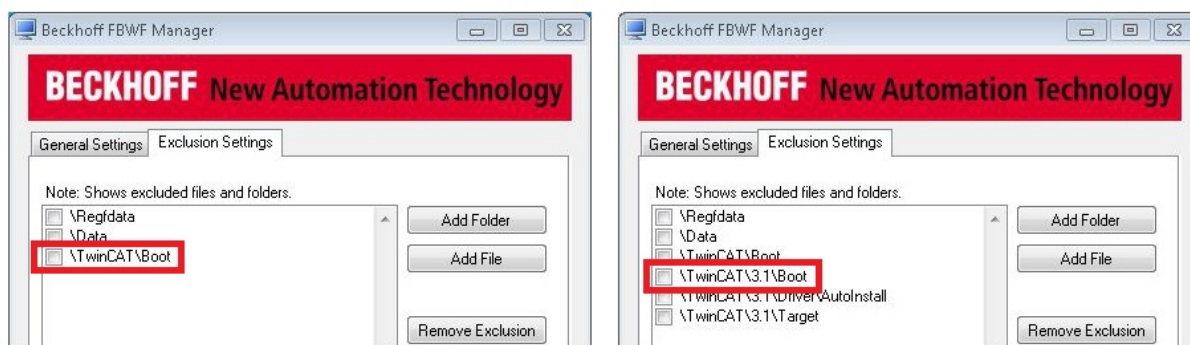 Beckhoff FBWF Manager
BECKHOFF New Automation Technology
General Settings Exclusion Settings
Note: Shows excluded files and folders.
\Regfdata
\Data
\TwinCAT\Boot
Add Folder
Add File
Remove Exclusion
Beckhoff FBWF Manager
BECKHOFF New Automation Technology
General Settings Exclusion Settings
Note: Shows excluded files and folders.
\Regfdata
\Data
\TwinCAT\Boot
\TwinCAT\3.1\Boot
\TwinCAT\3.1\Driver\AutoInstall
\TwinCAT\3.1\Target
Add Folder
Add File
Remove Exclusion